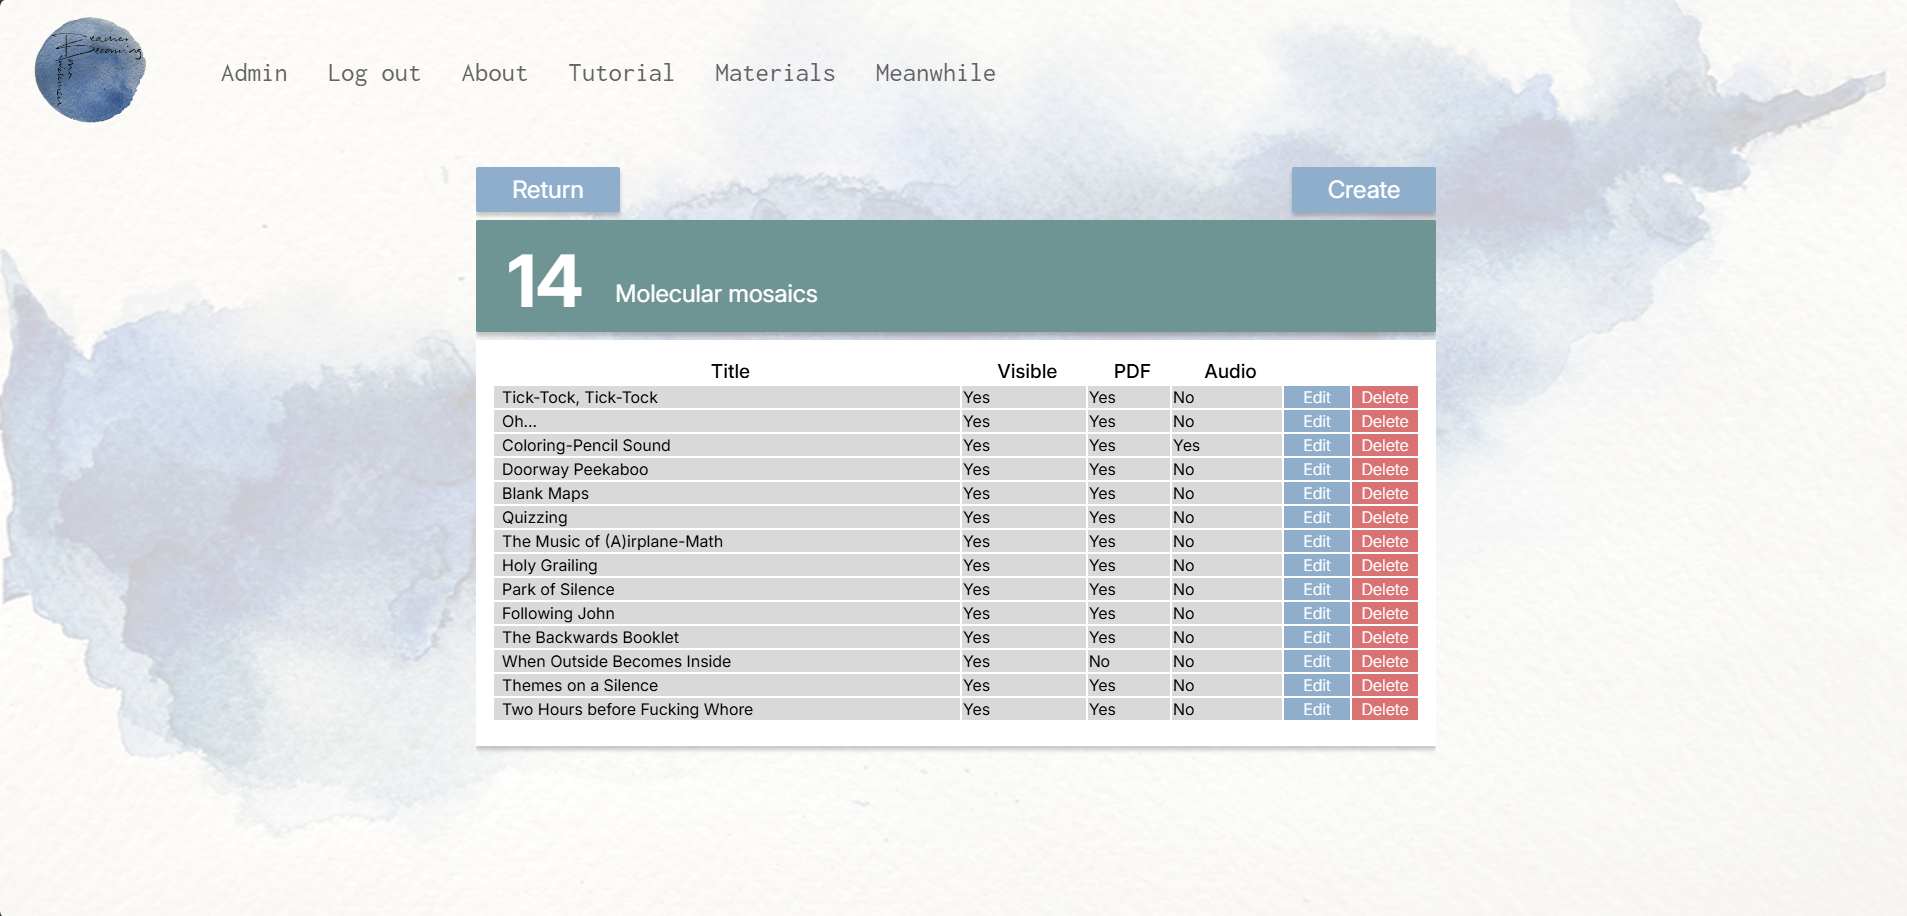 Beamer
Becoming
Admin Log out About Tutorial Materials Meanwhile
Return Create
14 Molecular mosaics
Title Visible PDF Audio
Tick-Tock, Tick-Tock Yes Yes No Edit Delete
Oh... Yes Yes No Edit Delete
Coloring-Pencil Sound Yes Yes Yes Edit Delete
Doorway Peekaboo Yes Yes No Edit Delete
Blank Maps Yes Yes No Edit Delete
Quizzing Yes Yes No Edit Delete
The Music of (A)irplane-Math Yes Yes No Edit Delete
Holy Grailing Yes Yes No Edit Delete
Park of Silence Yes Yes No Edit Delete
Following John Yes Yes No Edit Delete
The Backwards Booklet Yes Yes No Edit Delete
When Outside Becomes Inside Yes No No Edit Delete
Themes on a Silence Yes Yes No Edit Delete
Two Hours before Fucking Whore Yes Yes No Edit Delete